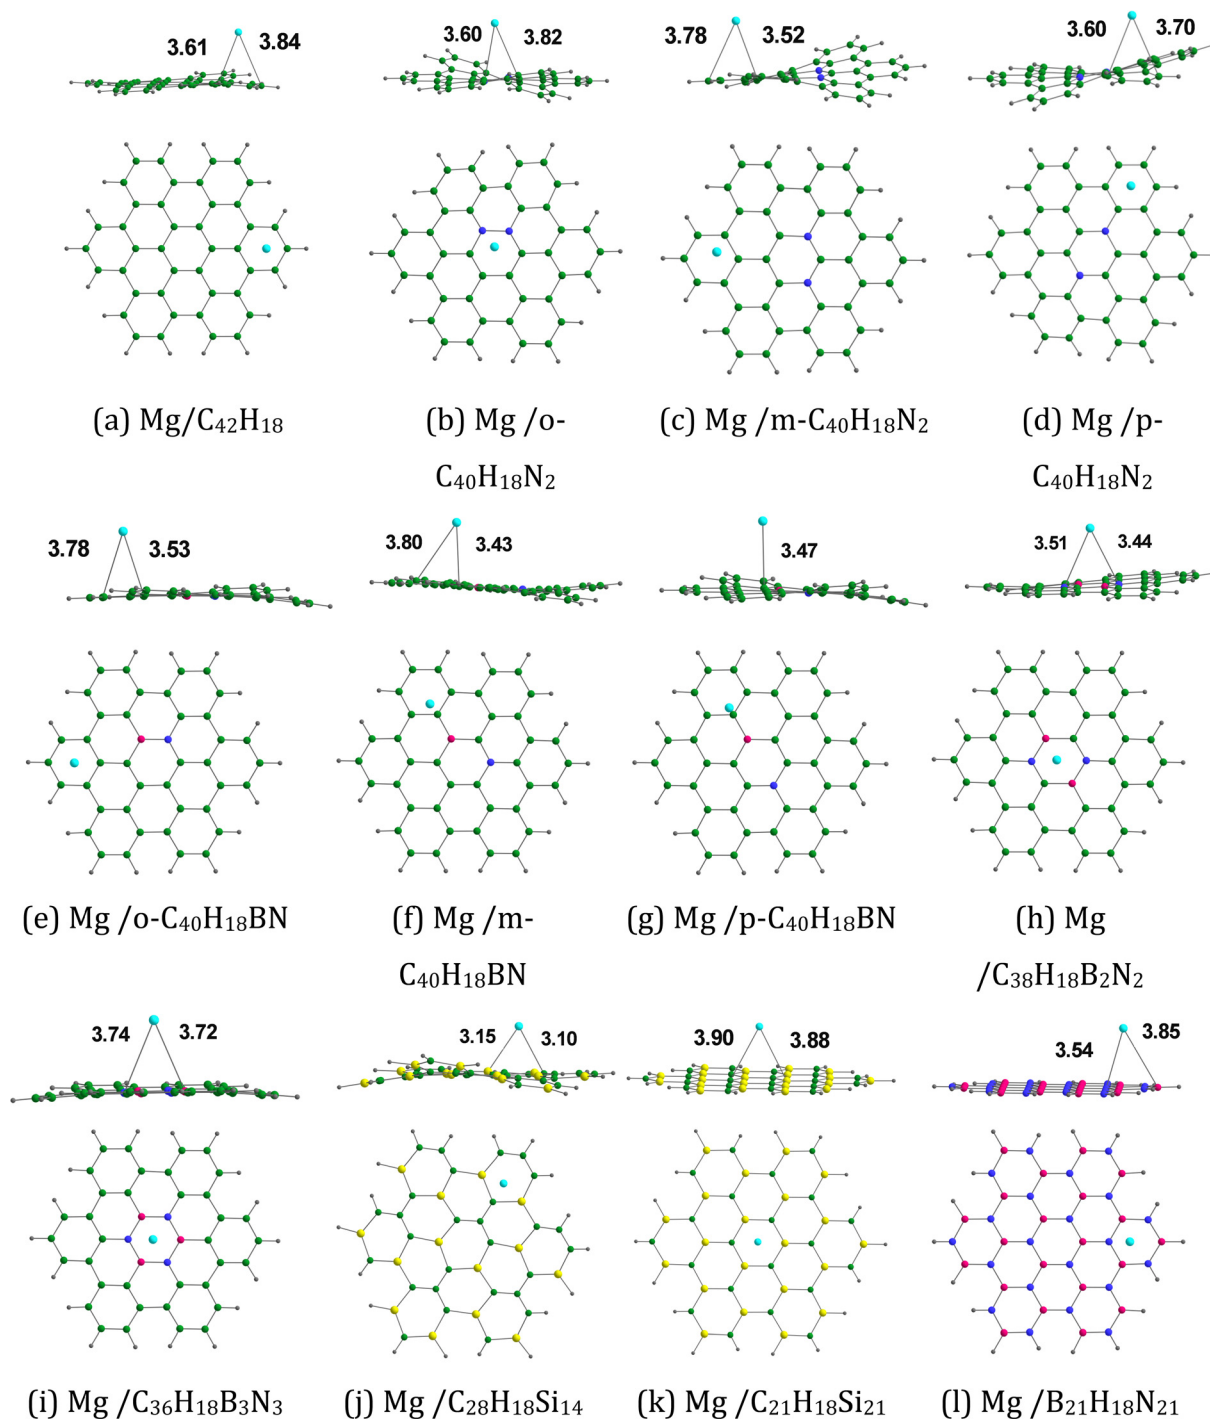 3.61 3.84
3.60 3.82
3.78 3.52
3.60 3.70
(a) Mg/C₄₂H₁₈
(b) Mg /o-
C₄₀H₁₈N₂
(c) Mg /m-C₄₀H₁₈N₂
(d) Mg /p-
C₄₀H₁₈N₂
3.78 3.53
3.80 3.43
3.47
3.51 3.44
(e) Mg /o-C₄₀H₁₈BN
(f) Mg /m-
C₄₀H₁₈BN
(g) Mg /p-C₄₀H₁₈BN
(h) Mg
/C₃₈H₁₈B₂N₂
3.74 3.72
3.15 3.10
3.90 3.88
3.54 3.85
(i) Mg /C₃₆H₁₈B₃N₃
(j) Mg /C₂₈H₁₈Si₁₄
(k) Mg /C₂₁H₁₈Si₂₁
(l) Mg /B₂₁H₁₈N₂₁